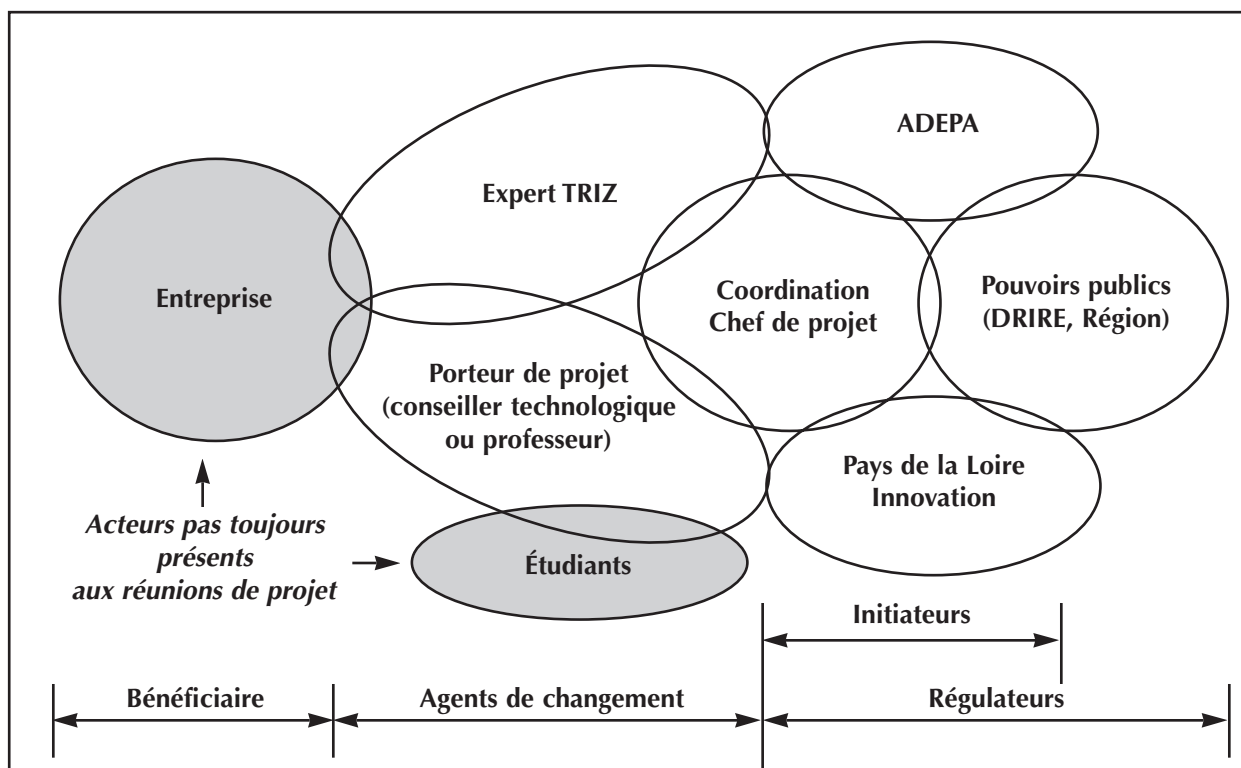 ADEPA
Expert TRIZ
Entreprise
Coordination
Chef de projet
Pouvoirs publics
(DRIRE, Région)
Porteur de projet
(conseiller technologique
ou professeur)
Pays de la Loire
Innovation
Acteurs pas toujours
présents
aux réunions de projet
Étudiants
Initiateurs
Bénéficiaire
Agents de changement
Régulateurs